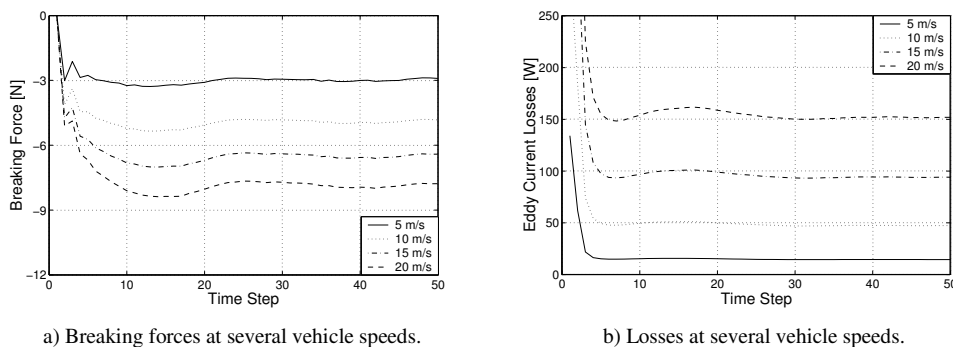 Breaking Force [N]
0
−3
−6
−9
−12
0 10 20 30 40 50
Time Step
5 m/s
10 m/s
15 m/s
20 m/s
a) Breaking forces at several vehicle speeds.
Eddy Current Losses [W]
250
200
150
100
50
0
0 10 20 30 40 50
Time Step
5 m/s
10 m/s
15 m/s
20 m/s
b) Losses at several vehicle speeds.